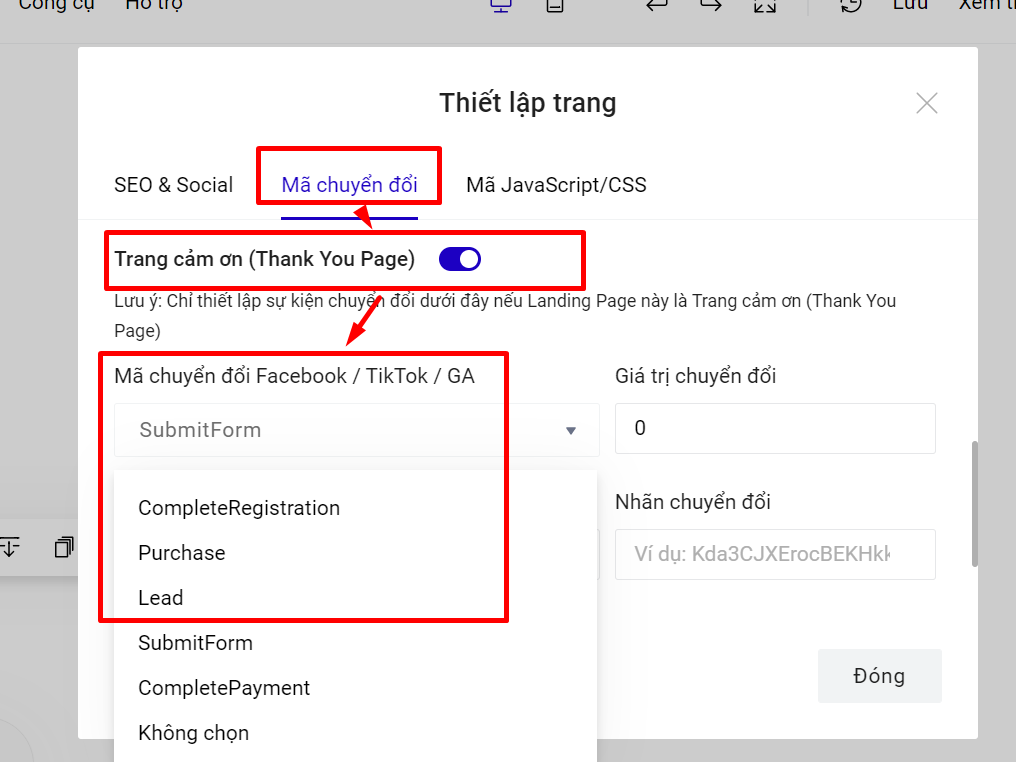 Công cụ Hỗ trợ Lưu
Thiết lập trang
SEO & Social Mã chuyển đổi Mã JavaScript/CSS
Trang cảm ơn (Thank You Page)
Lưu ý: Chỉ thiết lập sự kiện chuyển đổi dưới đây nếu Landing Page này là Trang cảm ơn (Thank You
Page)
Mã chuyển đổi Facebook / TikTok / GA Giá trị chuyển đổi
SubmitForm 0
CompleteRegistration Nhãn chuyển đổi
Purchase Ví dụ: Kda3CJXErocBEKHkk
Lead
SubmitForm
CompletePayment Đóng
Không chọn